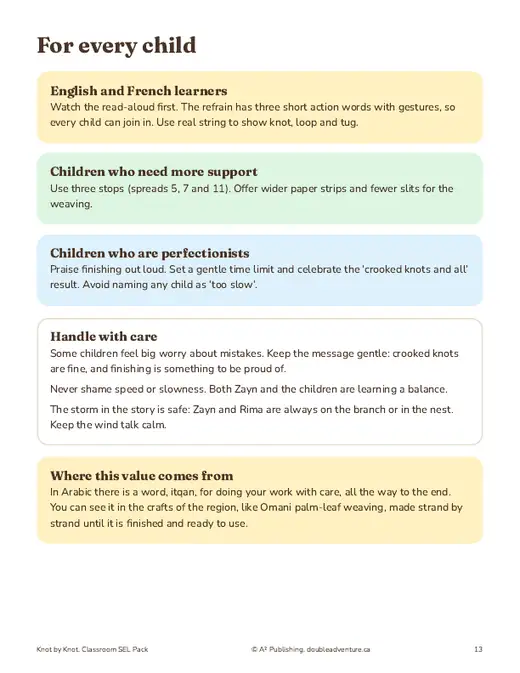 For every child
English and French learners
Watch the read-aloud first. The refrain has three short action words with gestures, so
every child can join in. Use real string to show knot, loop and tug.
Children who need more support
Use three stops (spreads 5, 7 and 11). Offer wider paper strips and fewer slits for the
weaving.
Children who are perfectionists
Praise finishing out loud. Set a gentle time limit and celebrate the 'crooked knots and all'
result. Avoid naming any child as 'too slow'.
Handle with care
Some children feel big worry about mistakes. Keep the message gentle: crooked knots
are fine, and finishing is something to be proud of.
Never shame speed or slowness. Both Zayn and the children are learning a balance.
The storm in the story is safe: Zayn and Rima are always on the branch or in the nest.
Keep the wind talk calm.
Where this value comes from
In Arabic there is a word, itqan, for doing your work with care, all the way to the end.
You can see it in the crafts of the region, like Omani palm-leaf weaving, made strand by
strand until it is finished and ready to use.
Knot by Knot. Classroom SEL Pack
© A² Publishing. doubleadventure.ca
13